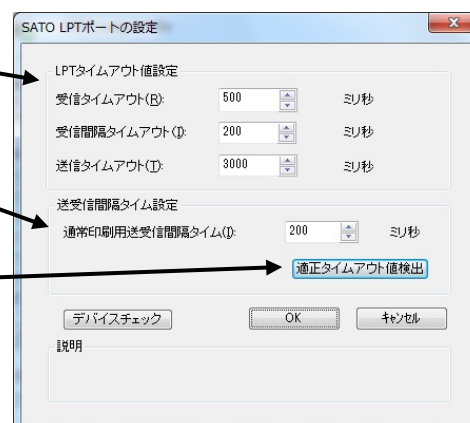 SATO LPTポートの設定
LPTタイムアウト値設定
受信タイムアウト(R): 500 ミリ秒
受信間隔タイムアウト(I): 200 ミリ秒
送信タイムアウト(T): 3000 ミリ秒
送受信間隔タイム設定
通常印刷用送受信間隔タイム(I): 200 ミリ秒
適正タイムアウト値検出
デバイスチェック OK キャンセル
説明